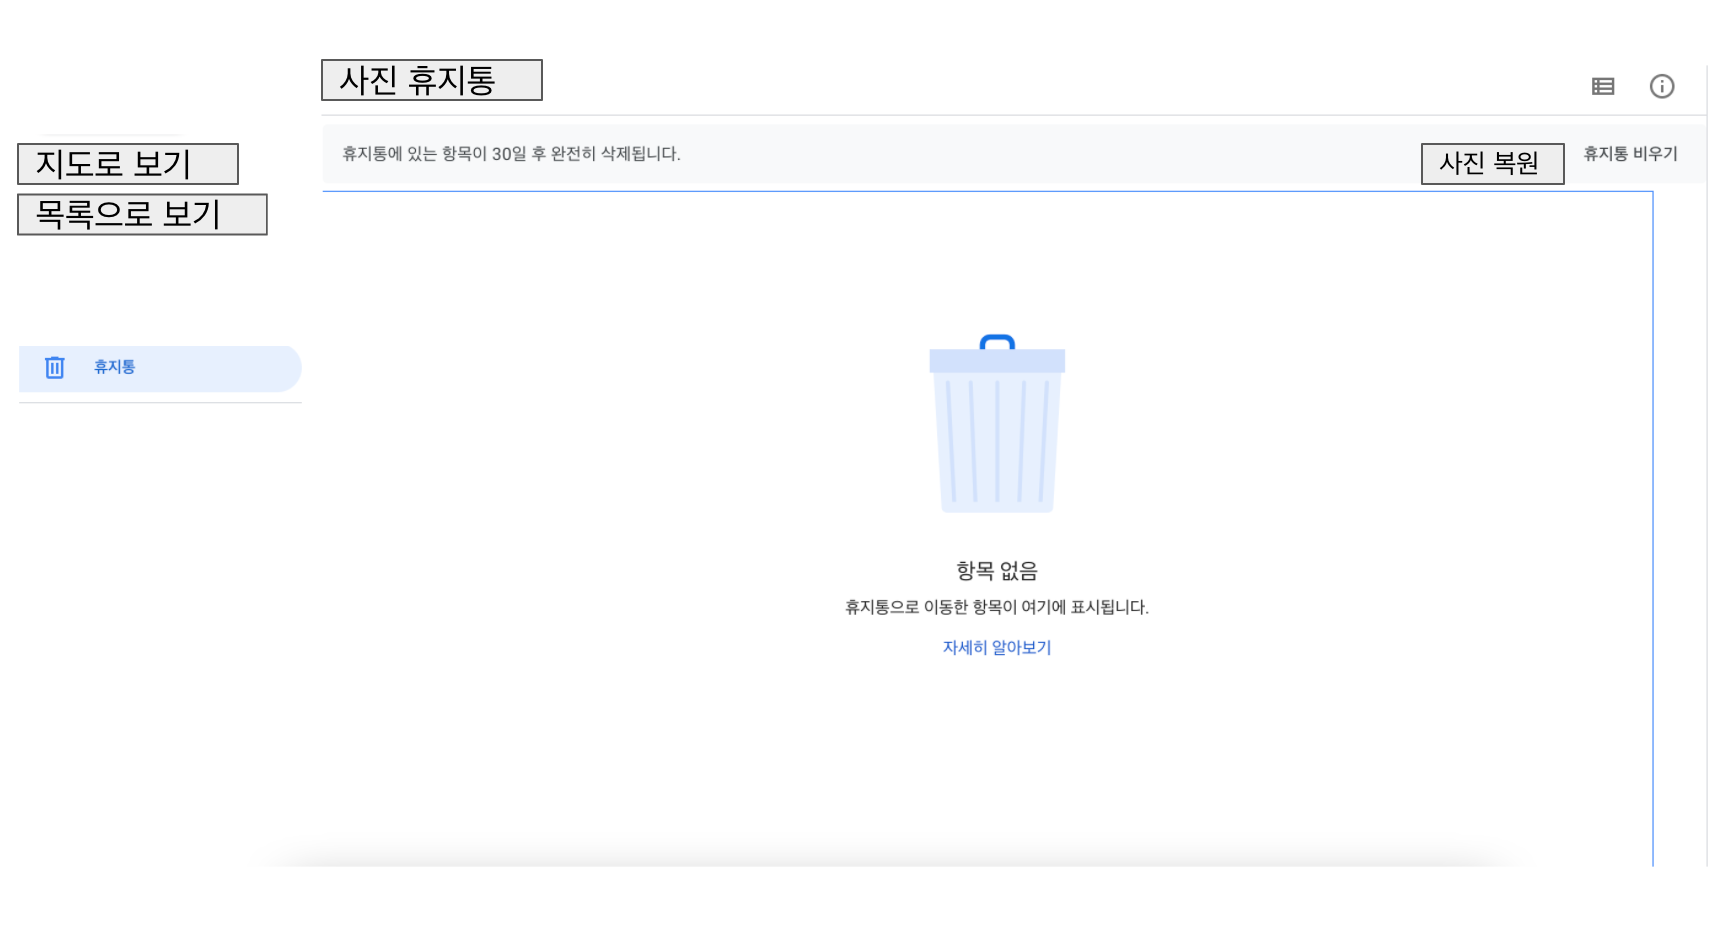 사진 휴지통
지도로 보기
목록으로 보기
휴지통
휴지통에 있는 항목이 30일 후 완전히 삭제됩니다.
사진 복원
휴지통 비우기
항목 없음
휴지통으로 이동한 항목이 여기에 표시됩니다.
자세히 알아보기